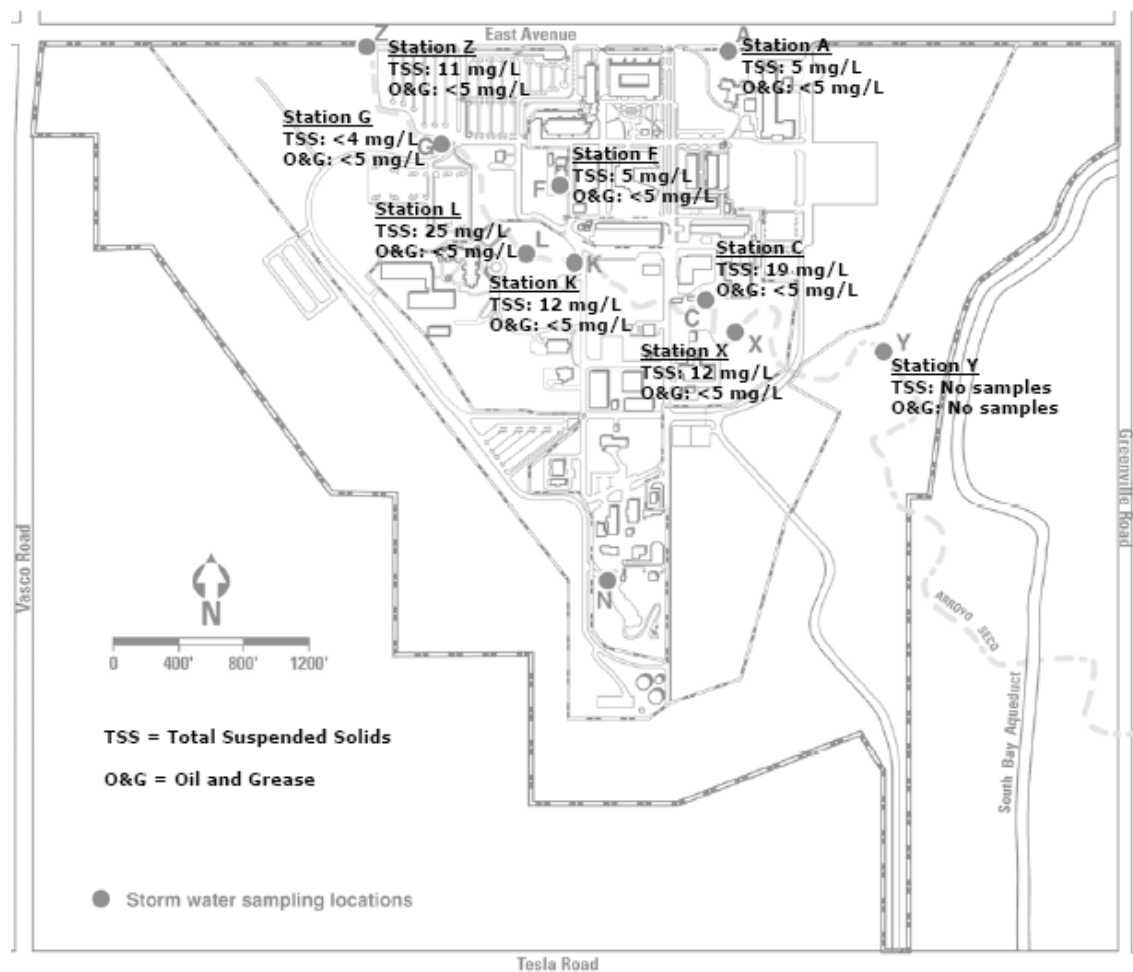 East Avenue
Z
Station Z
TSS: 11 mg/L
O&G: <5 mg/L
A
Station A
TSS: 5 mg/L
O&G: <5 mg/L
Station G
TSS: <4 mg/L
O&G: <5 mg/L
G
Station F
TSS: 5 mg/L
O&G: <5 mg/L
F
Station L
TSS: 25 mg/L
O&G: <5 mg/L
L
K
Station K
TSS: 12 mg/L
O&G: <5 mg/L
Station C
TSS: 19 mg/L
O&G: <5 mg/L
C
X
Station X
TSS: 12 mg/L
O&G: <5 mg/L
Y
Station Y
TSS: No samples
O&G: No samples
Greenville Road
Vasco Road
N
N
0 400' 800' 1200'
ARROYO SECO
South Bay Aqueduct
TSS = Total Suspended Solids
O&G = Oil and Grease
Storm water sampling locations
Tesla Road